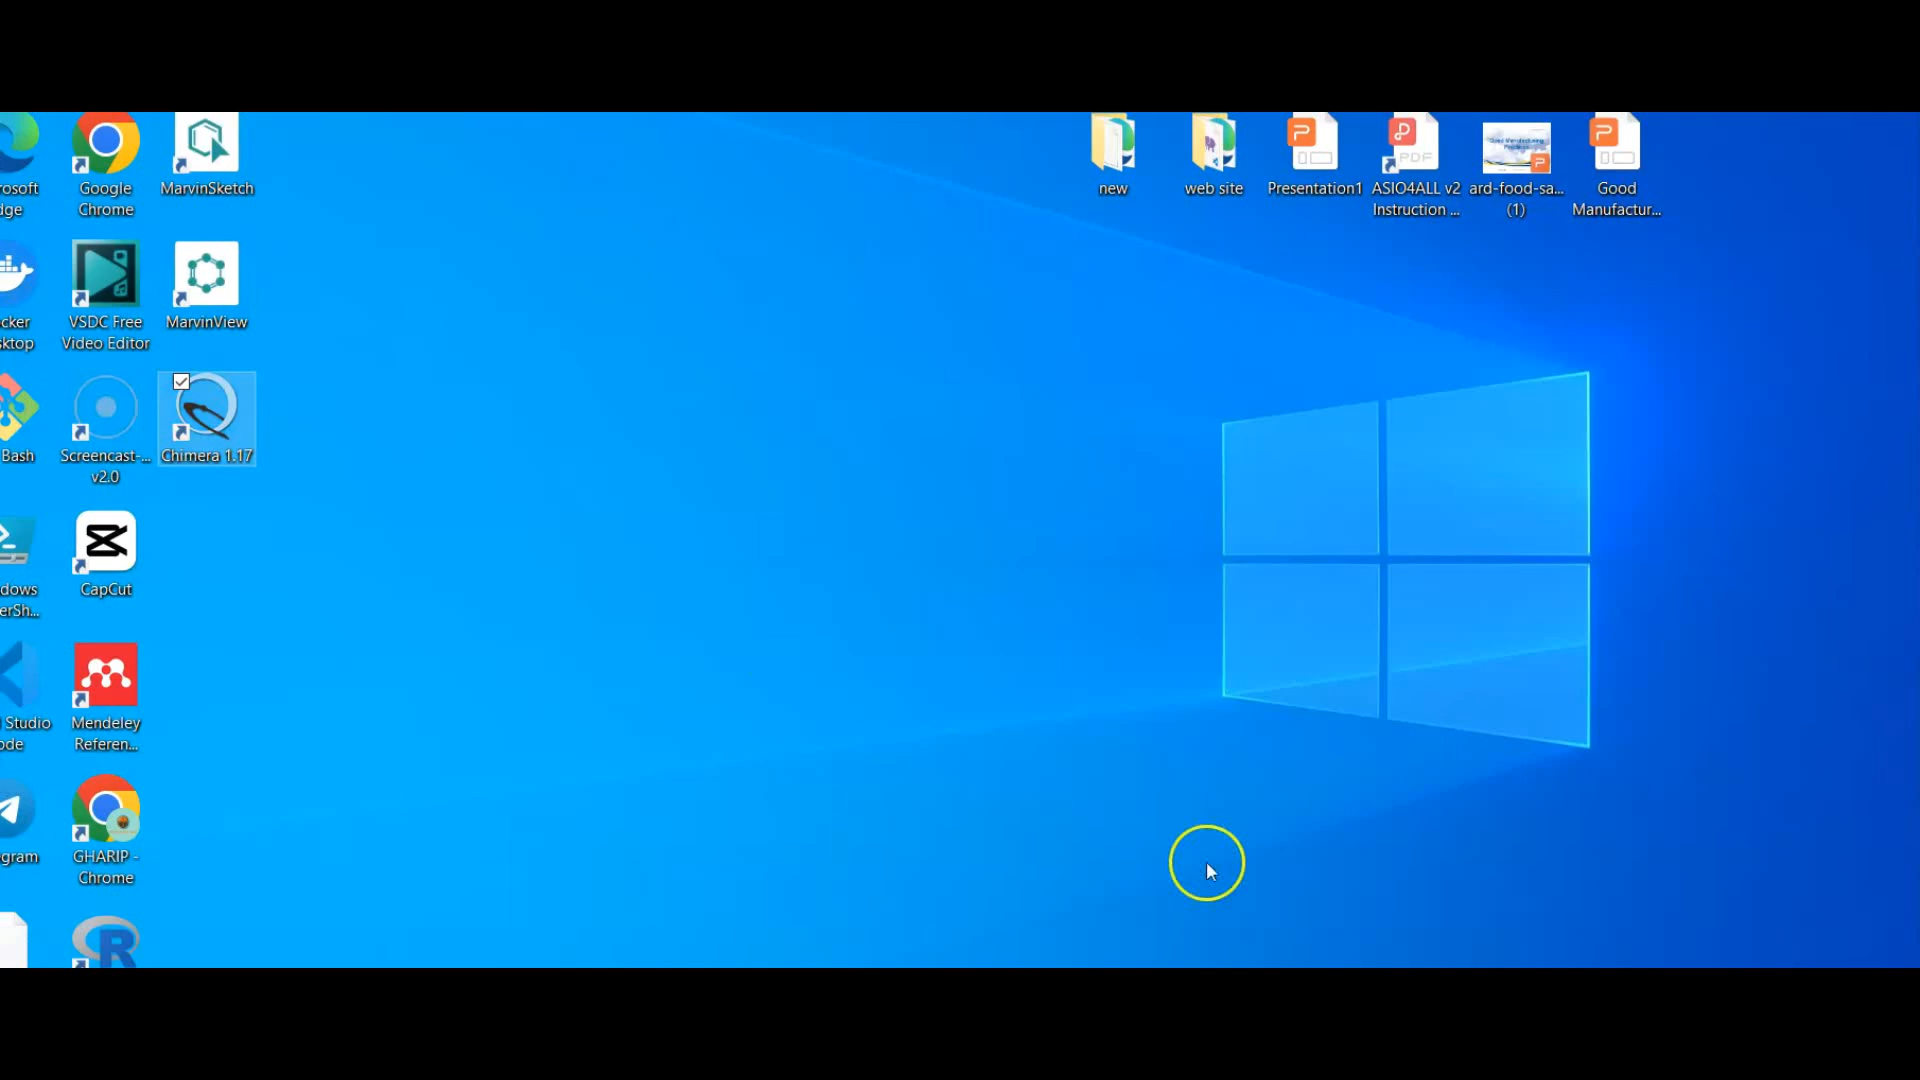 rosoft
dge
Google
Chrome
MarvinSketch
new
web site
Presentation1
PDF
ASIO4ALL v2
Instruction ...
ard-food-sa...
(1)
Good
Manufactur...
cker
sktop
VSDC Free
Video Editor
MarvinView
Bash
Screencast-...
v2.0
Chimera 1.17
dows
erSh...
CapCut
Studio
ode
Mendeley
Referen...
gram
GHARIP -
Chrome
R